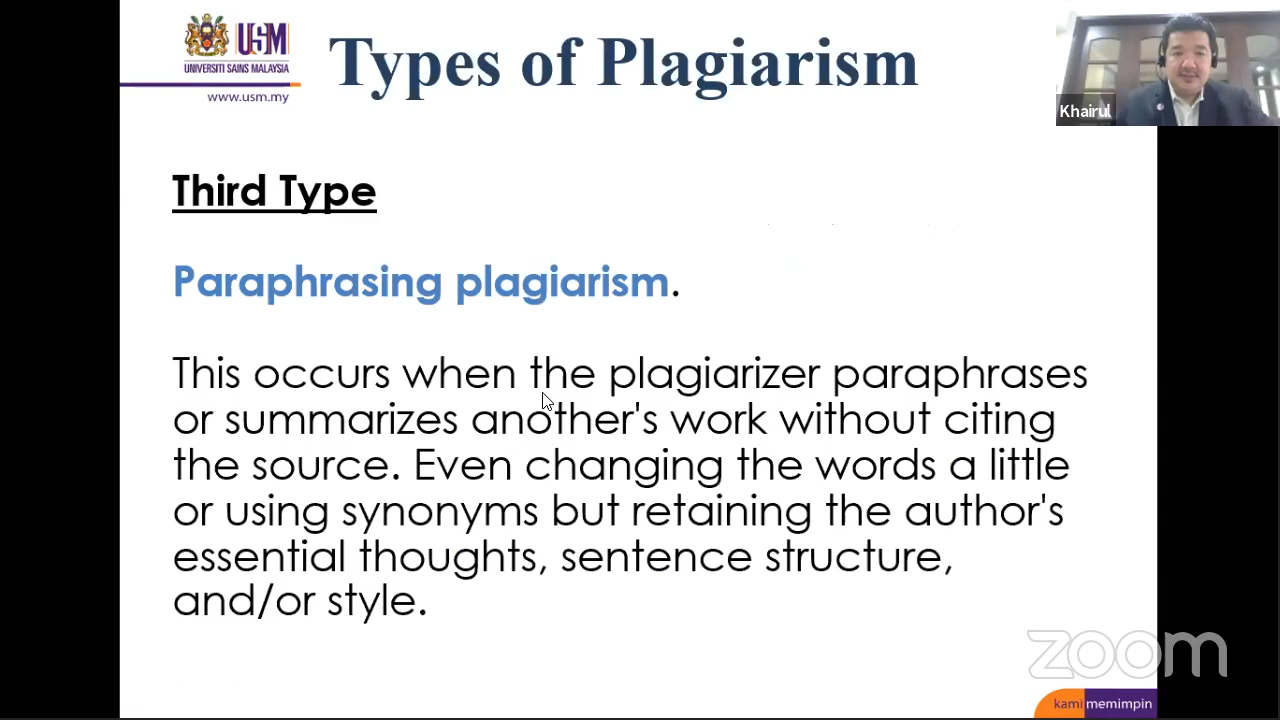 USM
UNIVERSITI SAINS MALAYSIA
www.usm.my
Types of Plagiarism
Khairul
Third Type
Paraphrasing plagiarism.
This occurs when the plagiarizer paraphrases
or summarizes another's work without citing
the source. Even changing the words a little
or using synonyms but retaining the author's
essential thoughts, sentence structure,
and/or style.
zoom
kami memimpin